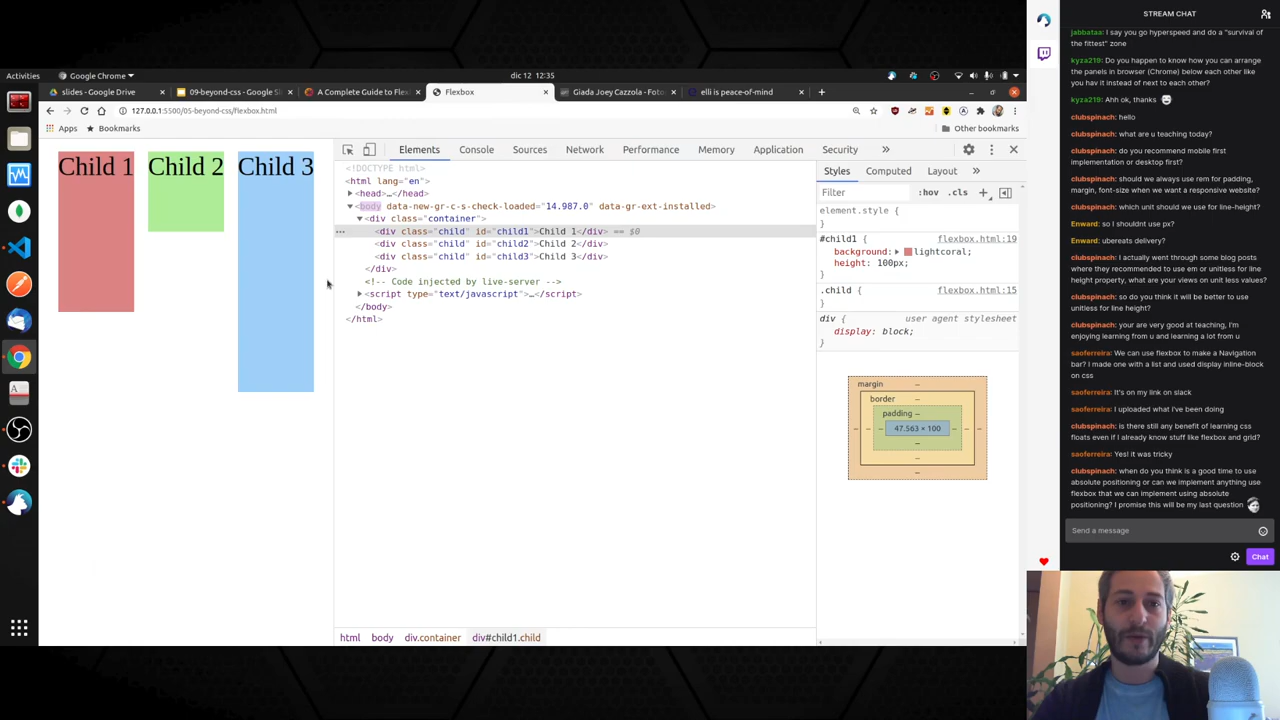 STREAM CHAT
jabbataa: I say you go hyperspeed and do a "survival of
the fittest" zone
kyza219: Do you happen to know how you can arrange
the panels in browser (Chrome) below each other like
you hav it instead of next to each other?
kyza219: Ahh ok, thanks
clubspinach: hello
clubspinach: what are u teaching today?
clubspinach: do you recommend mobile first
implementation or desktop first?
clubspinach: should we always use rem for padding,
margin, font-size when we want a responsive website?
clubspinach: which unit should we use for line-height?
Enward: so I shouldnt use px?
Enward: ubereats delivery?
clubspinach: I actually went through some blog posts
where they recommended to use em or unitless for line
height property, what are your views on unit less values?
clubspinach: so do you think it will be better to use
unitless for line height?
clubspinach: your are very good at teaching, I'm
enjoying learning from u and learning a lot from u
saoferreira: We can use flexbox to make a Navigation
bar? I made one with a list and used display inline-block
on css
saoferreira: It's on my link on slack
saoferreira: I uploaded what i've been doing
clubspinach: is there still any benefit of learning css
floats even if I already know stuff like flexbox and grid?
saoferreira: Yes! it was tricky
clubspinach: when do you think is a good time to use
absolute positioning or can we implement anything use
flexbox that we can implement using absolute
positioning? I promise this will be my last question
Send a message
Chat
Activities
Google Chrome
dic 12 12:35
slides - Google Drive
09-beyond-css - Google Sl
A Complete Guide to Fle
Flexbox
Giada Joey Cazzola - Foto
elli is peace-of-mind
127.0.0.1:5500/05-beyond-css/flexbox.html
Apps
Bookmarks
Other bookmarks
Child 1
Child 2
Child 3
Elements
Console
Sources
Network
Performance
Memory
Application
Security
<!DOCTYPE html>
<html lang="en">
<head>…</head>
<body data-new-gr-c-s-check-loaded="14.987.0" data-gr-ext-installed>
<div class="container">
<div class="child" id="child1">Child 1</div> == $0
<div class="child" id="child2">Child 2</div>
<div class="child" id="child3">Child 3</div>
</div>
<!-- Code injected by live-server -->
<script type="text/javascript">…</script>
</body>
</html>
html
body
div.container
div#child1.child
Styles
Computed
Layout
Filter
:hov
.cls
element.style {
}
#child1 {
flexbox.html:19
background: lightcoral;
height: 100px;
}
.child {
flexbox.html:15
}
div {
user agent stylesheet
display: block;
}
margin
border
padding
47.563 × 100